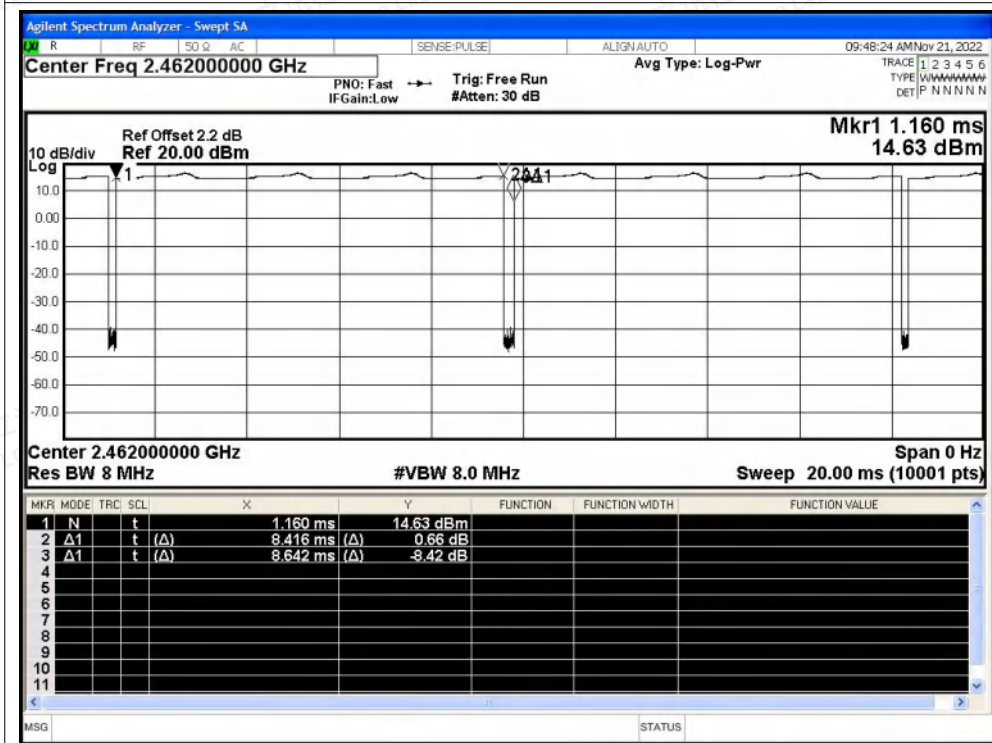 Agilent Spectrum Analyzer - Swept SA
LXI R RF 50 Ω AC SENSE:PULSE ALIGN AUTO 09:48:24 AM Nov 21, 2022
Center Freq 2.462000000 GHz Avg Type: Log-Pwr TRACE 1 2 3 4 5 6
PNO: Fast Trig: Free Run TYPE W
IFGain:Low #Atten: 30 dB DET P N N N N N
Mkr1 1.160 ms
14.63 dBm
Ref Offset 2.2 dB
10 dB/div Ref 20.00 dBm
Log
1 2Δ1 3Δ1
10.0
0.00
-10.0
-20.0
-30.0
-40.0
-50.0
-60.0
-70.0
Center 2.462000000 GHz Span 0 Hz
Res BW 8 MHz #VBW 8.0 MHz Sweep 20.00 ms (10001 pts)
MKR MODE TRC SCL X Y FUNCTION FUNCTION WIDTH FUNCTION VALUE
1 N t 1.160 ms 14.63 dBm
2 Δ1 t (Δ) 8.416 ms (Δ) 0.66 dB
3 Δ1 t (Δ) 8.642 ms (Δ) -8.42 dB
4
5
6
7
8
9
10
11
MSG STATUS